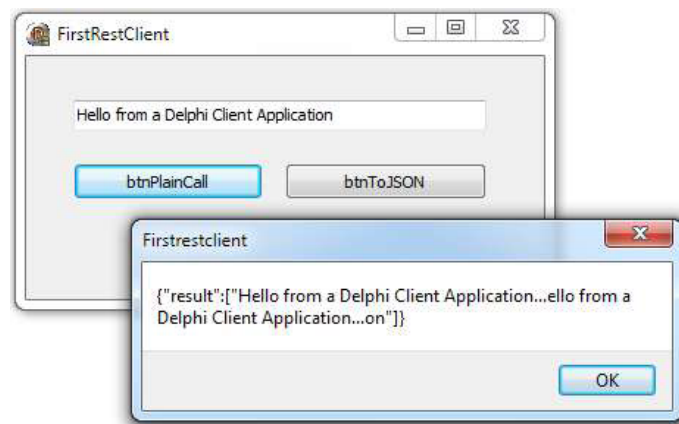 FirstRestClient
Hello from a Delphi Client Application
btnPlainCall
btnToJSON
Firstrestclient
{"result":["Hello from a Delphi Client Application...ello from a
Delphi Client Application...on"]}
OK